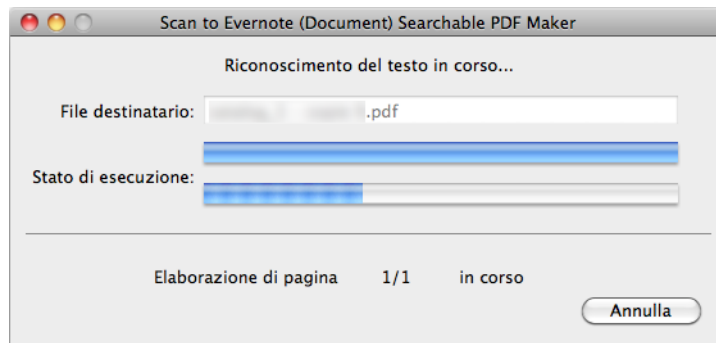 Scan to Evernote (Document) Searchable PDF Maker
Riconoscimento del testo in corso...
File destinatario: .pdf
Stato di esecuzione:
Elaborazione di pagina 1/1 in corso
Annulla